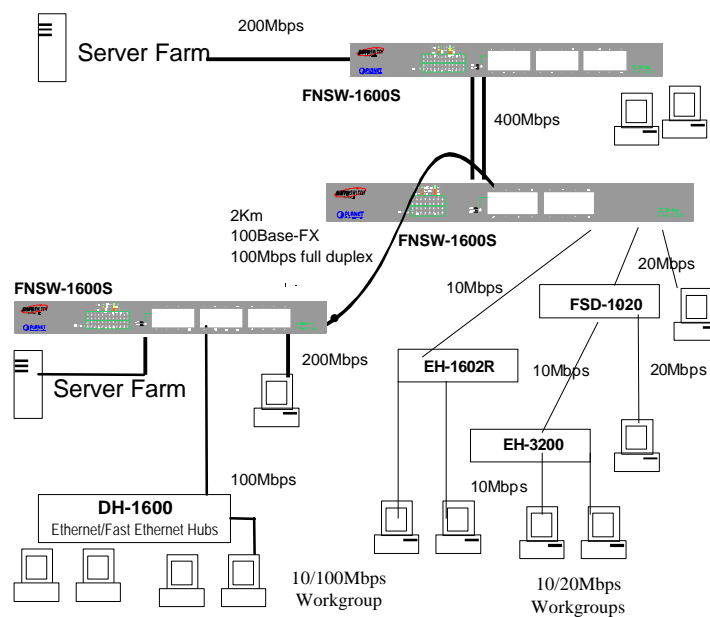 200Mbps
Server Farm
FNSW-1600S
400Mbps
2Km
100Base-FX
100Mbps full duplex
FNSW-1600S
FNSW-1600S
10Mbps
20Mbps
FSD-1020
200Mbps
EH-1602R
10Mbps
20Mbps
Server Farm
EH-3200
100Mbps
10Mbps
DH-1600
Ethernet/Fast Ethernet Hubs
10/100Mbps
Workgroup
10/20Mbps
Workgroups